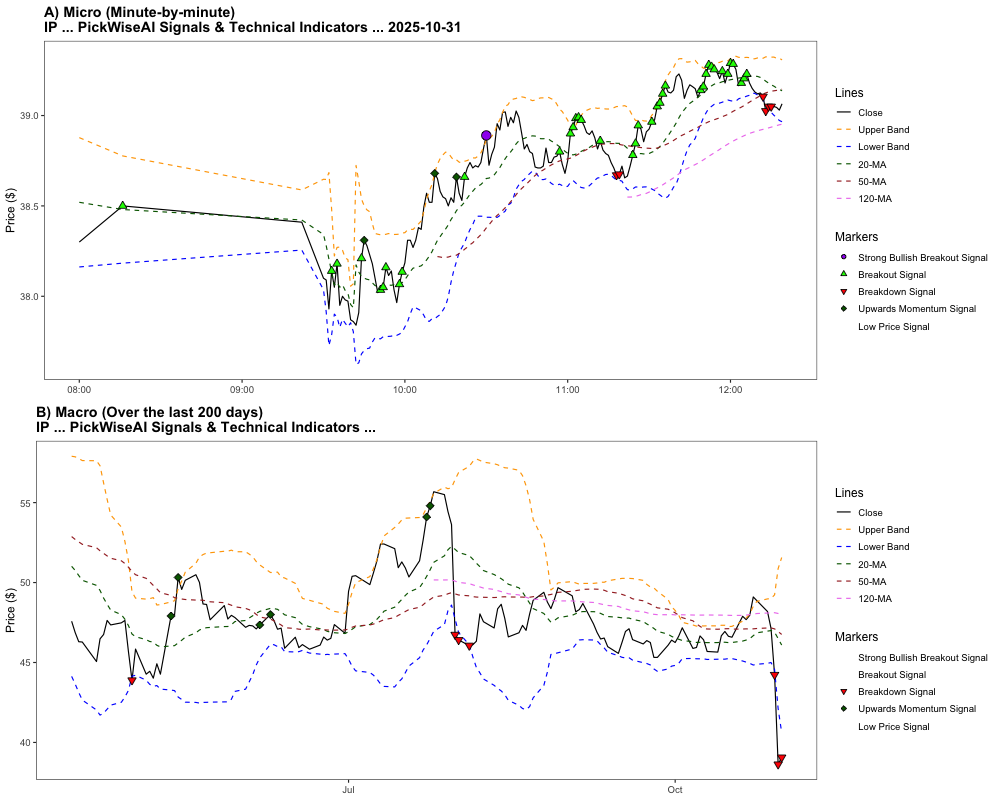 A) Micro (Minute-by-minute)
IP ... PickWiseAI Signals & Technical Indicators ... 2025-10-31
Price ($)
39.0
38.5
38.0
08:00
09:00
10:00
11:00
12:00
Lines
Close
Upper Band
Lower Band
20-MA
50-MA
120-MA
Markers
Strong Bullish Breakout Signal
Breakout Signal
Breakdown Signal
Upwards Momentum Signal
Low Price Signal
B) Macro (Over the last 200 days)
IP ... PickWiseAI Signals & Technical Indicators ...
Price ($)
55
50
45
40
Jul
Oct
Lines
Close
Upper Band
Lower Band
20-MA
50-MA
120-MA
Markers
Strong Bullish Breakout Signal
Breakout Signal
Breakdown Signal
Upwards Momentum Signal
Low Price Signal